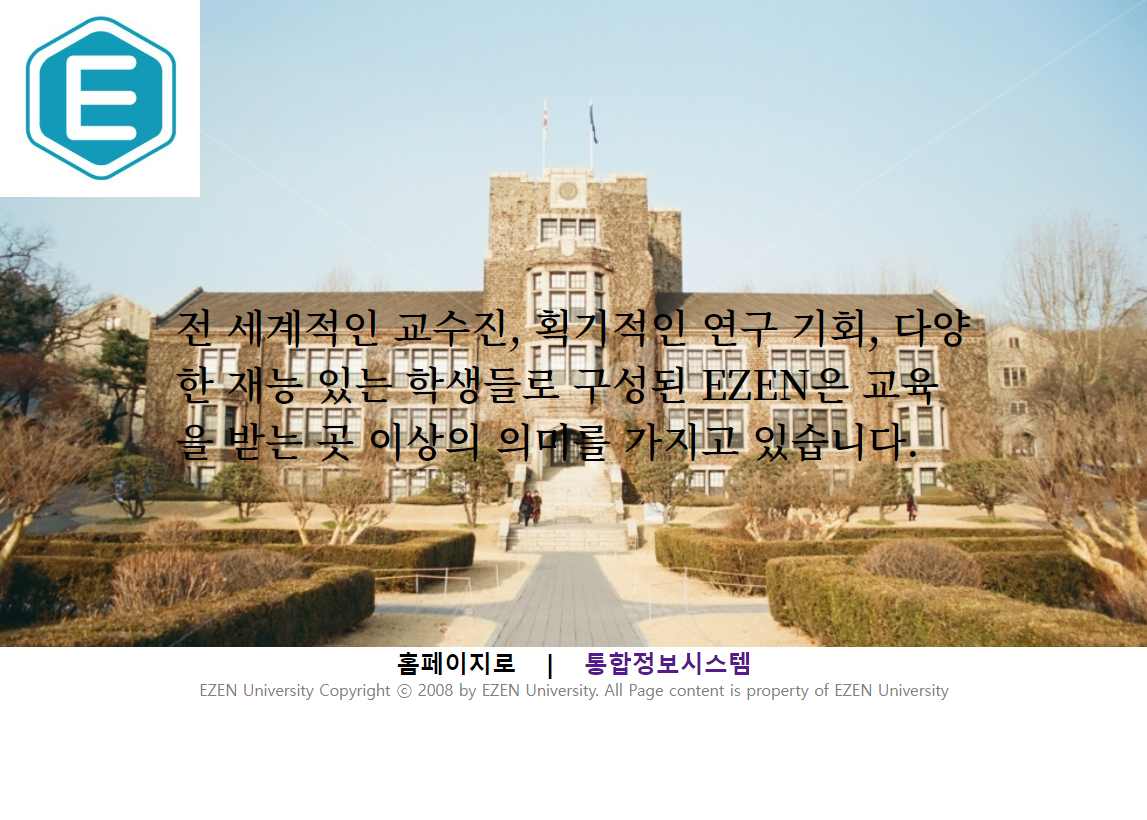 E
전 세계적인 교수진, 획기적인 연구 기회, 다양
한 재능 있는 학생들로 구성된 EZEN은 교육
을 받는 곳 이상의 의미를 가지고 있습니다.
홈페이지로 | 통합정보시스템
EZEN University Copyright ⓒ 2008 by EZEN University. All Page content is property of EZEN University